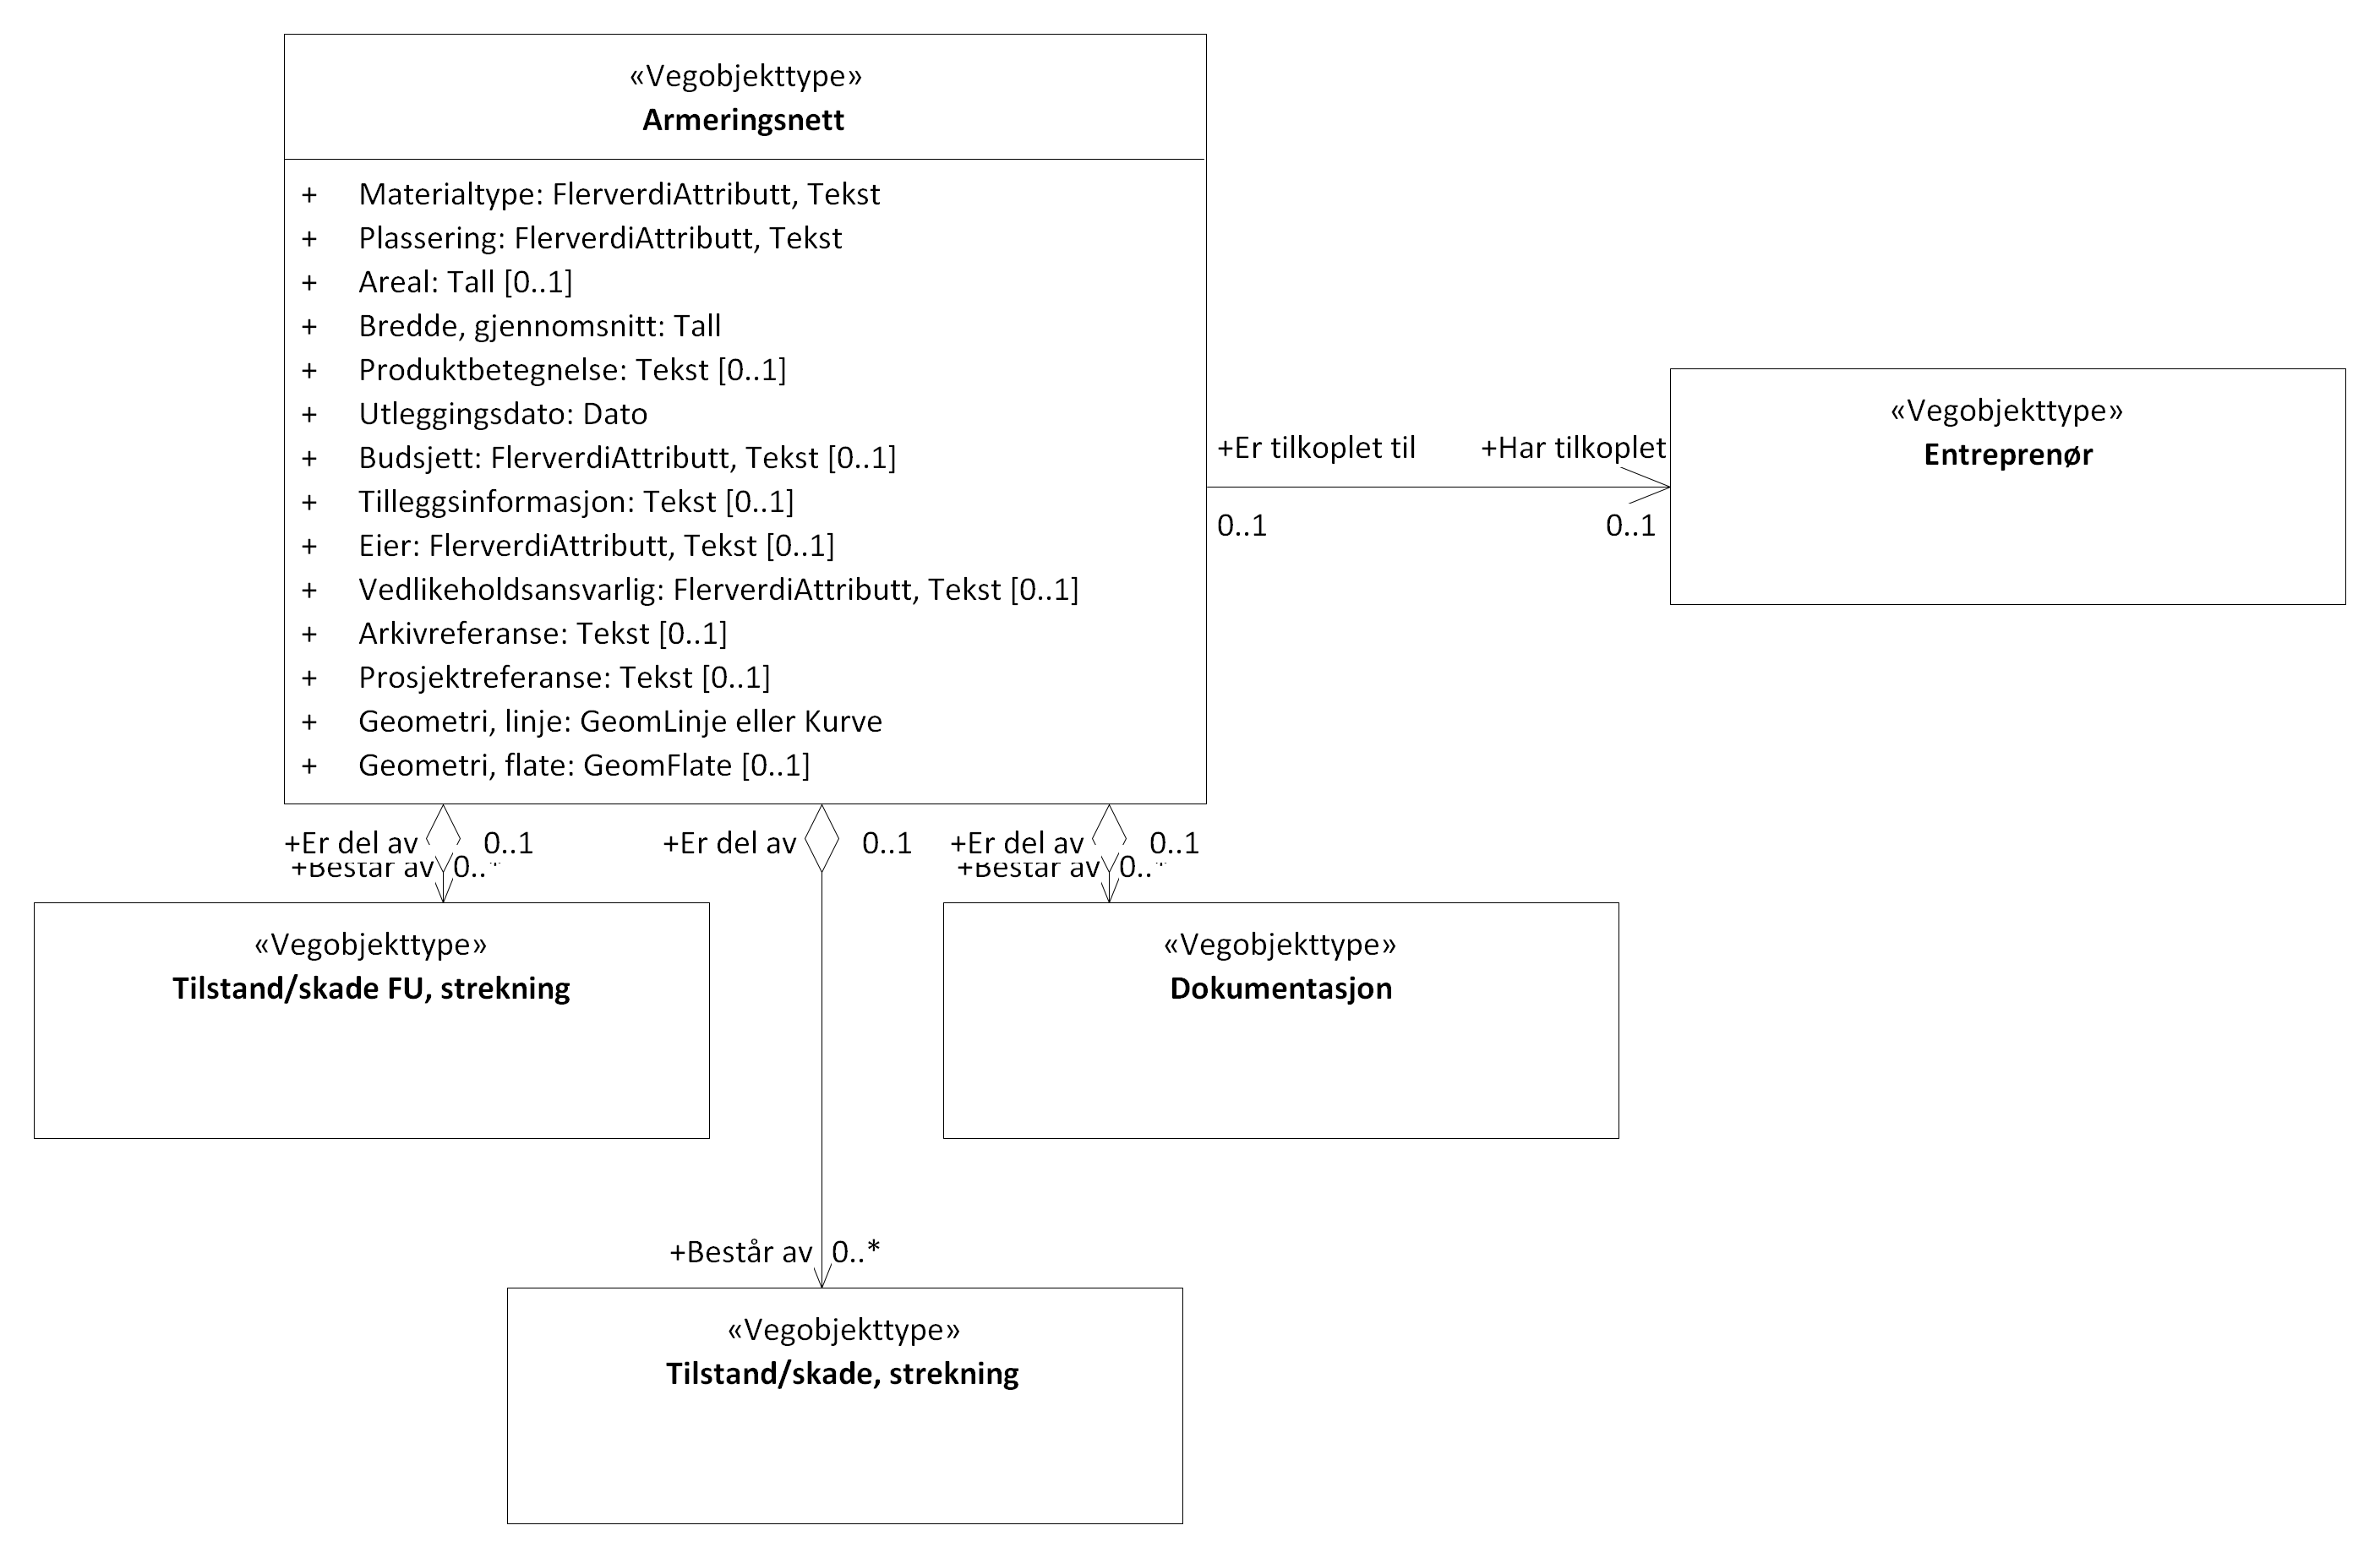 «Vegobjekttype»
Armeringsnett
+ Materialtype: FlerverdiAttributt, Tekst
+ Plassering: FlerverdiAttributt, Tekst
+ Areal: Tall [0..1]
+ Bredde, gjennomsnitt: Tall
+ Produktbetegnelse: Tekst [0..1]
+ Utleggingsdato: Dato
+ Budsjett: FlerverdiAttributt, Tekst [0..1]
+ Tilleggsinformasjon: Tekst [0..1]
+ Eier: FlerverdiAttributt, Tekst [0..1]
+ Vedlikeholdsansvarlig: FlerverdiAttributt, Tekst [0..1]
+ Arkivreferanse: Tekst [0..1]
+ Prosjektreferanse: Tekst [0..1]
+ Geometri, linje: GeomLinje eller Kurve
+ Geometri, flate: GeomFlate [0..1]
+Er tilkoplet til +Har tilkoplet
0..1 0..1
«Vegobjekttype»
Entreprenør
+Er del av 0..1 +Er del av 0..1 +Er del av 0..1
+Består av 0..* +Består av 0..*
«Vegobjekttype»
Tilstand/skade FU, strekning
«Vegobjekttype»
Dokumentasjon
+Består av 0..*
«Vegobjekttype»
Tilstand/skade, strekning